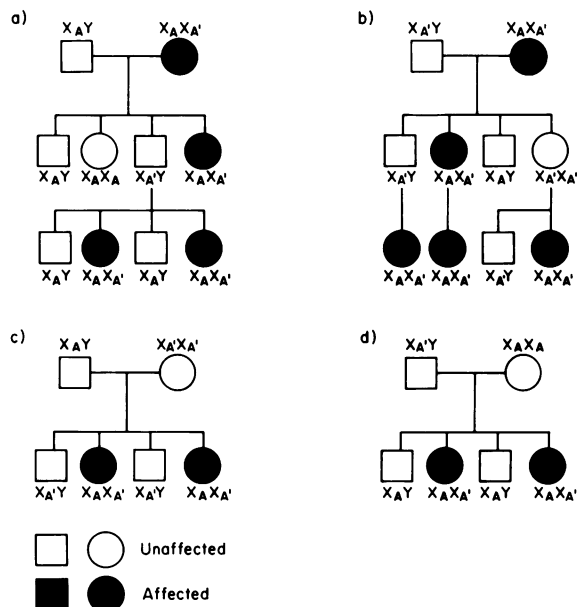 a)
XAY XAXA'
XAY XAXA XA'Y XAXA'
XAY XAXA' XAY XAXA'
b)
XA'Y XAXA'
XA'Y XAXA' XAY XA'XA'
XAXA' XAXA' XA'Y XAXA'
c)
XAY XA'XA'
XA'Y XAXA' XA'Y XAXA'
d)
XA'Y XAXA
XAY XAXA' XAY XAXA'
Unaffected
Affected